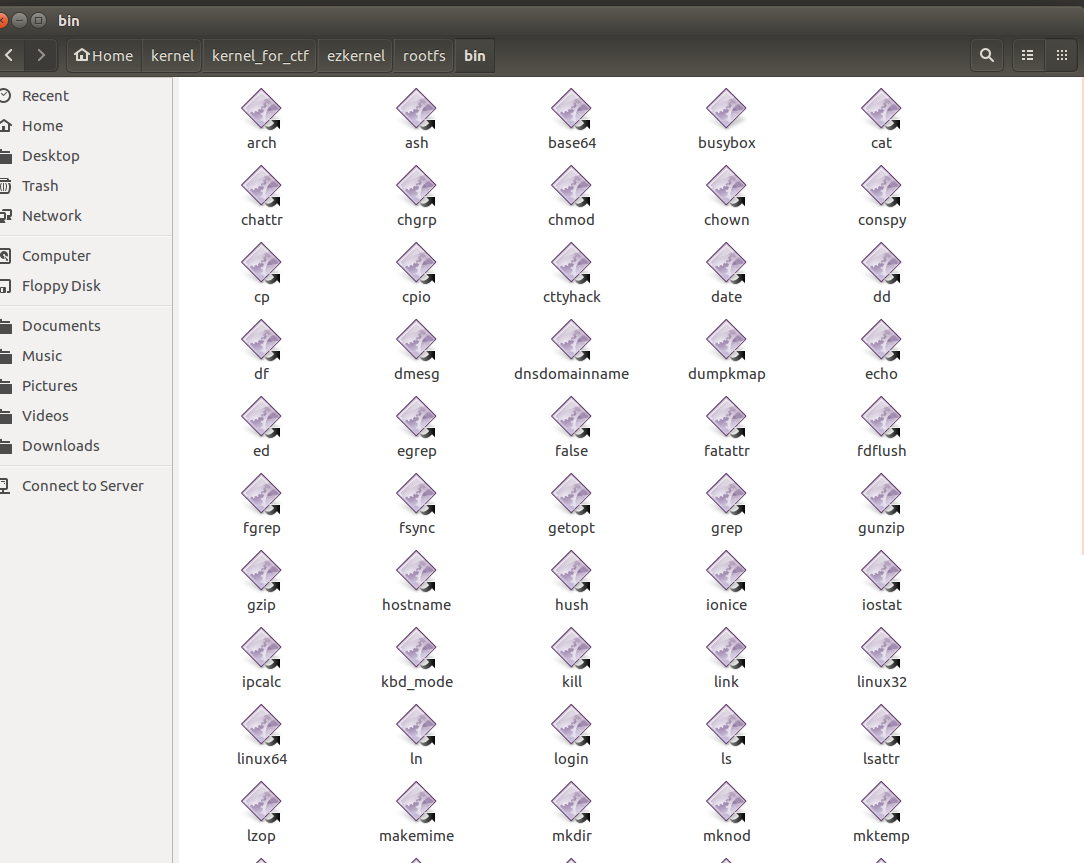 bin
Home kernel kernel_for_ctf ezkernel rootfs bin
Recent
Home
Desktop
Trash
Network
Computer
Floppy Disk
Documents
Music
Pictures
Videos
Downloads
Connect to Server
arch ash base64 busybox cat
chattr chgrp chmod chown conspy
cp cpio cttyhack date dd
df dmesg dnsdomainname dumpkmap echo
ed egrep false fatattr fdflush
fgrep fsync getopt grep gunzip
gzip hostname hush ionice iostat
ipcalc kbd_mode kill link linux32
linux64 ln login ls lsattr
lzop makemime mkdir mknod mktemp